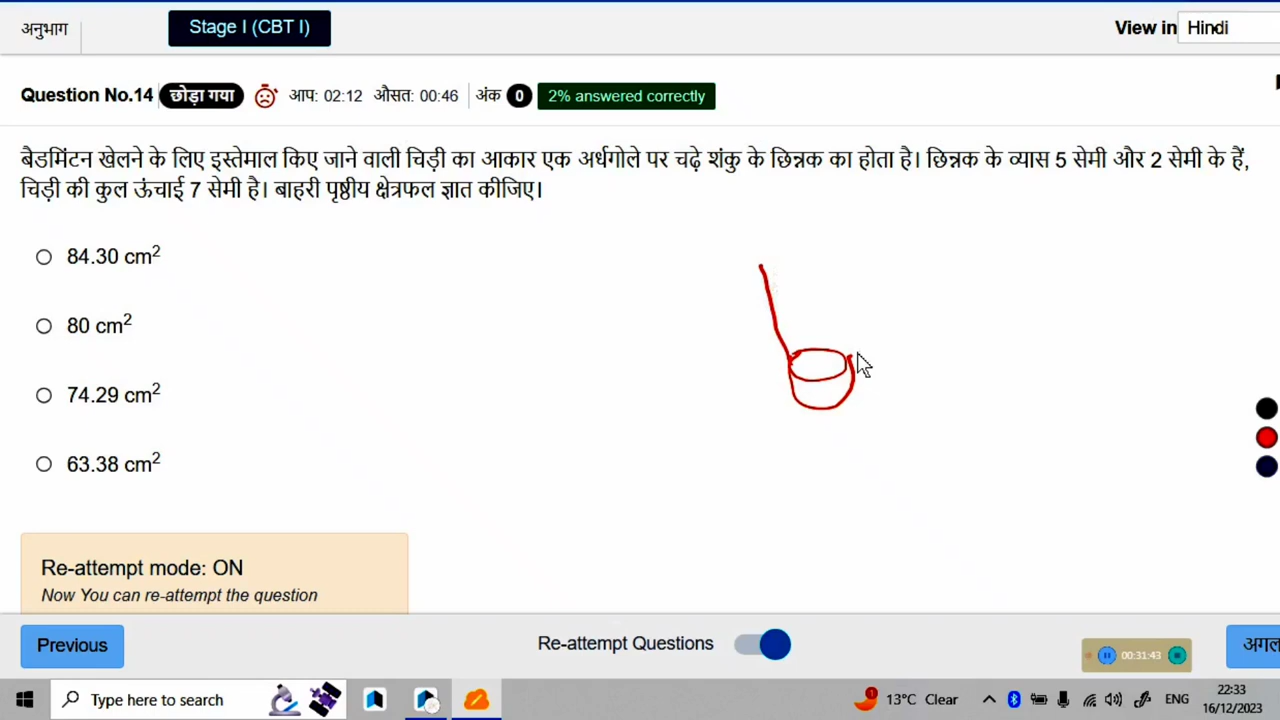 अनुभाग
Stage I (CBT I)
View in Hindi
Question No.14 छोड़ा गया आप: 02:12 औसत: 00:46 अंक 0 2% answered correctly
बैडमिंटन खेलने के लिए इस्तेमाल किए जाने वाली चिड़ी का आकार एक अर्धगोले पर चढ़े शंकु के छिन्नक का होता है। छिन्नक के व्यास 5 सेमी और 2 सेमी के हैं,
चिड़ी की कुल ऊंचाई 7 सेमी है। बाहरी पृष्ठीय क्षेत्रफल ज्ञात कीजिए।
84.30 cm²
80 cm²
74.29 cm²
63.38 cm²
Re-attempt mode: ON
Now You can re-attempt the question
Previous
Re-attempt Questions
00:31:43
अगल
Type here to search
1
13°C Clear
ENG
22:33
16/12/2023